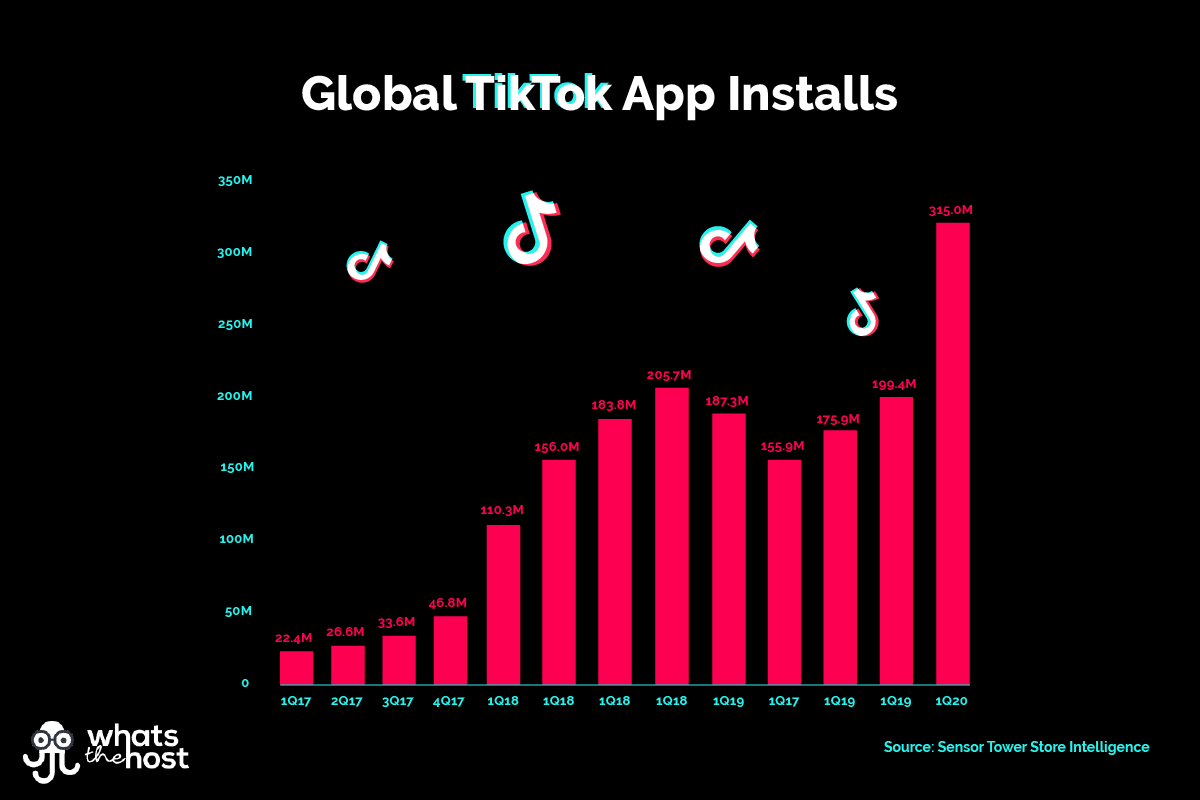 Global TikTok App Installs
350M
300M
250M
200M
150M
100M
50M
0
22.4M
26.6M
33.6M
46.8M
110.3M
156.0M
183.8M
205.7M
187.3M
155.9M
175.9M
199.4M
315.0M
1Q17 2Q17 3Q17 4Q17 1Q18 1Q18 1Q18 1Q18 1Q19 1Q17 1Q19 1Q19 1Q20
whats
the host
Source: Sensor Tower Store Intelligence